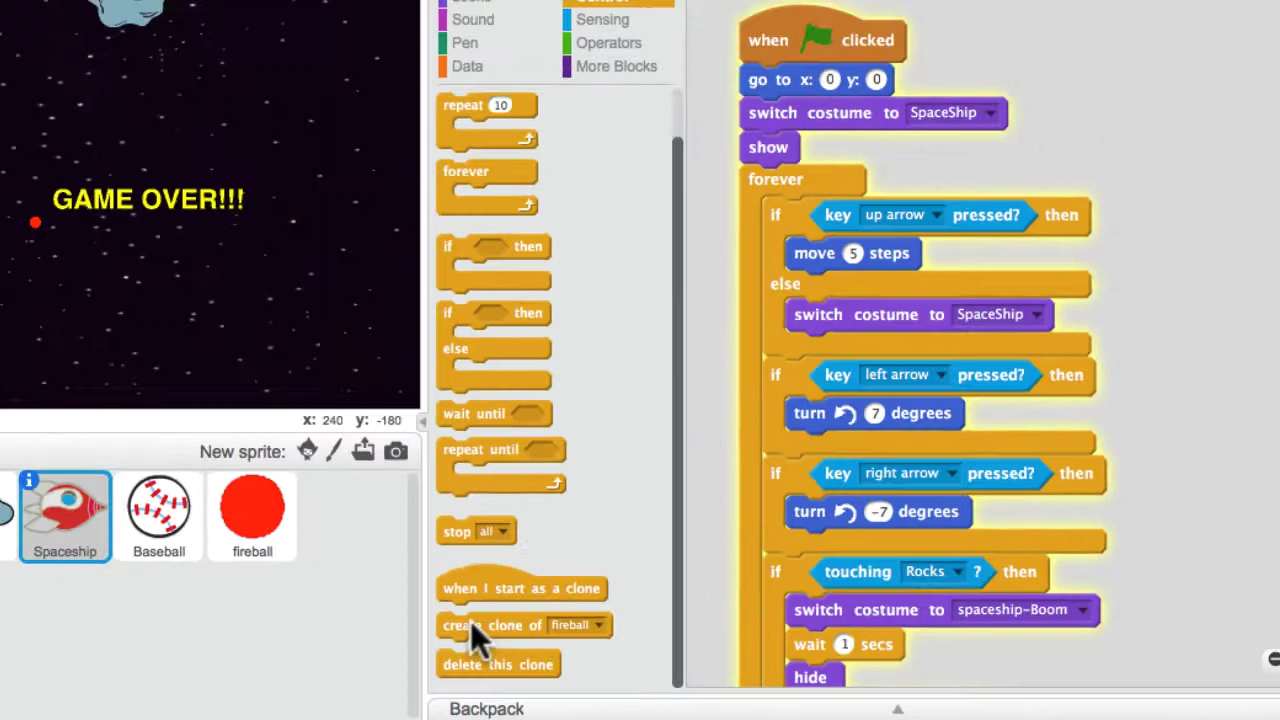 Sound
Sensing
Pen
Operators
Data
More Blocks
repeat 10
forever
if then
if then
else
wait until
repeat until
stop all
when I start as a clone
create clone of fireball
delete this clone
GAME OVER!!!
x: 240 y: -180
New sprite:
Spaceship
Baseball
fireball
when clicked
go to x: 0 y: 0
switch costume to SpaceShip
show
forever
if key up arrow pressed? then
move 5 steps
else
switch costume to SpaceShip
if key left arrow pressed? then
turn 7 degrees
if key right arrow pressed? then
turn -7 degrees
if touching Rocks ? then
switch costume to spaceship-Boom
wait 1 secs
hide
Backpack